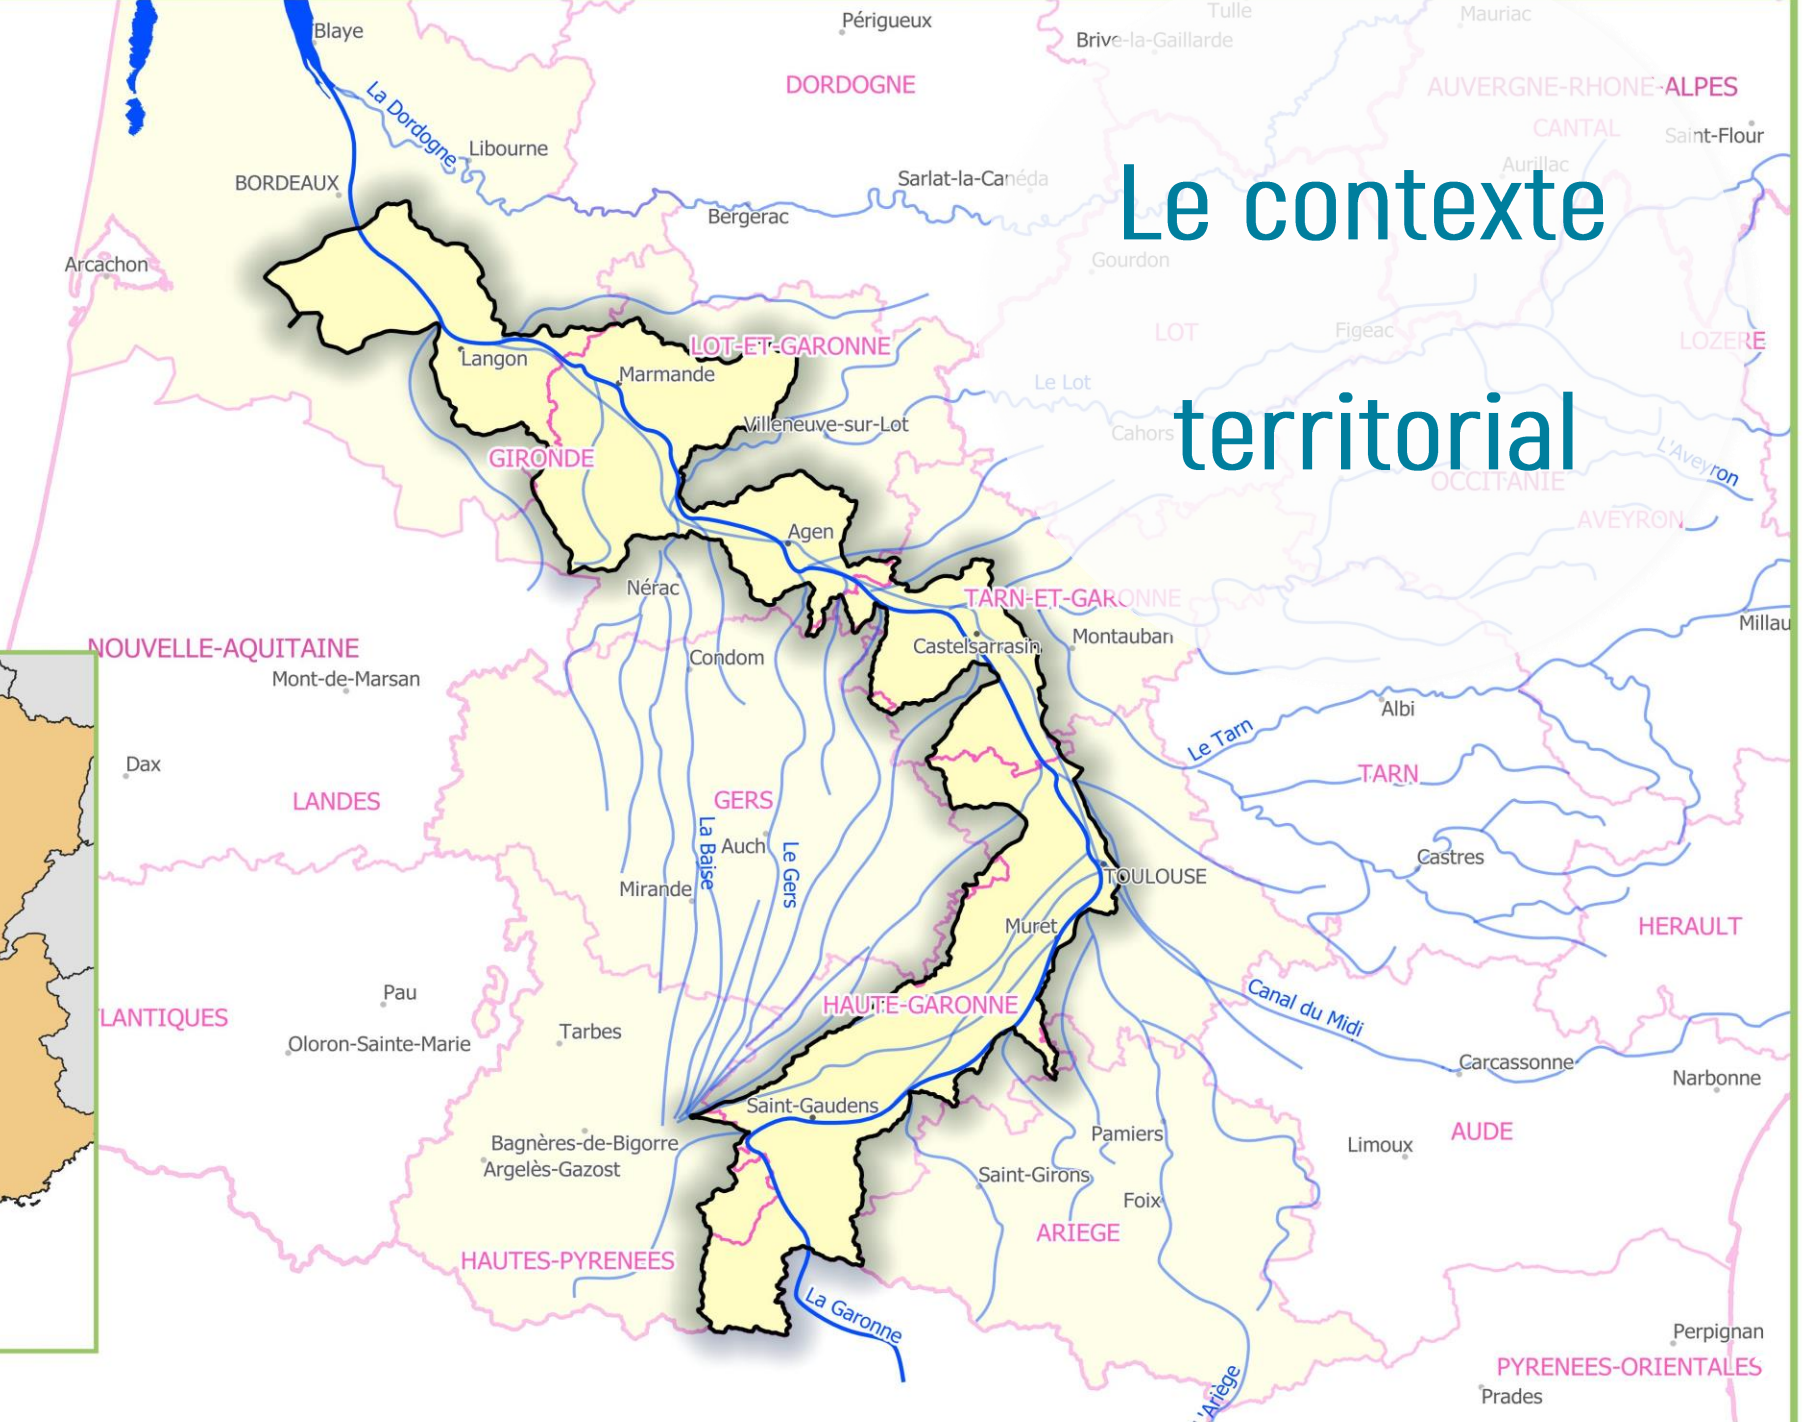 Tulle
Mauriac
Périgueux
Blaye
Brive-la-Gaillarde
DORDOGNE
AUVERGNE-RHONE-ALPES
La Dordogne
CANTAL
Saint-Flour
Libourne
Aurillac
BORDEAUX
Sarlat-la-Canéda
Le contexte
Bergerac
Arcachon
Gourdon
LOT
Figeac
LOZERE
LOT-ET-GARONNE
Langon
Marmande
Le Lot
territorial
Villeneuve-sur-Lot
Cahors
GIRONDE
L'Aveyron
OCCITANIE
AVEYRON
Agen
Nérac
TARN-ET-GARONNE
Millau
NOUVELLE-AQUITAINE
Castelsarrasin
Montauban
Condom
Mont-de-Marsan
Albi
Le Tarn
Dax
TARN
LANDES
GERS
La Baïse
Auch
Le Gers
Castres
Mirande
TOULOUSE
Muret
HERAULT
Pau
HAUTE-GARONNE
Canal du Midi
LANTIQUES
Tarbes
Oloron-Sainte-Marie
Carcassonne
Narbonne
Saint-Gaudens
Bagnères-de-Bigorre
Pamiers
Limoux
AUDE
Argelès-Gazost
Saint-Girons
Foix
ARIEGE
HAUTES-PYRENEES
La Garonne
Perpignan
PYRENEES-ORIENTALES
L'Ariège
Prades